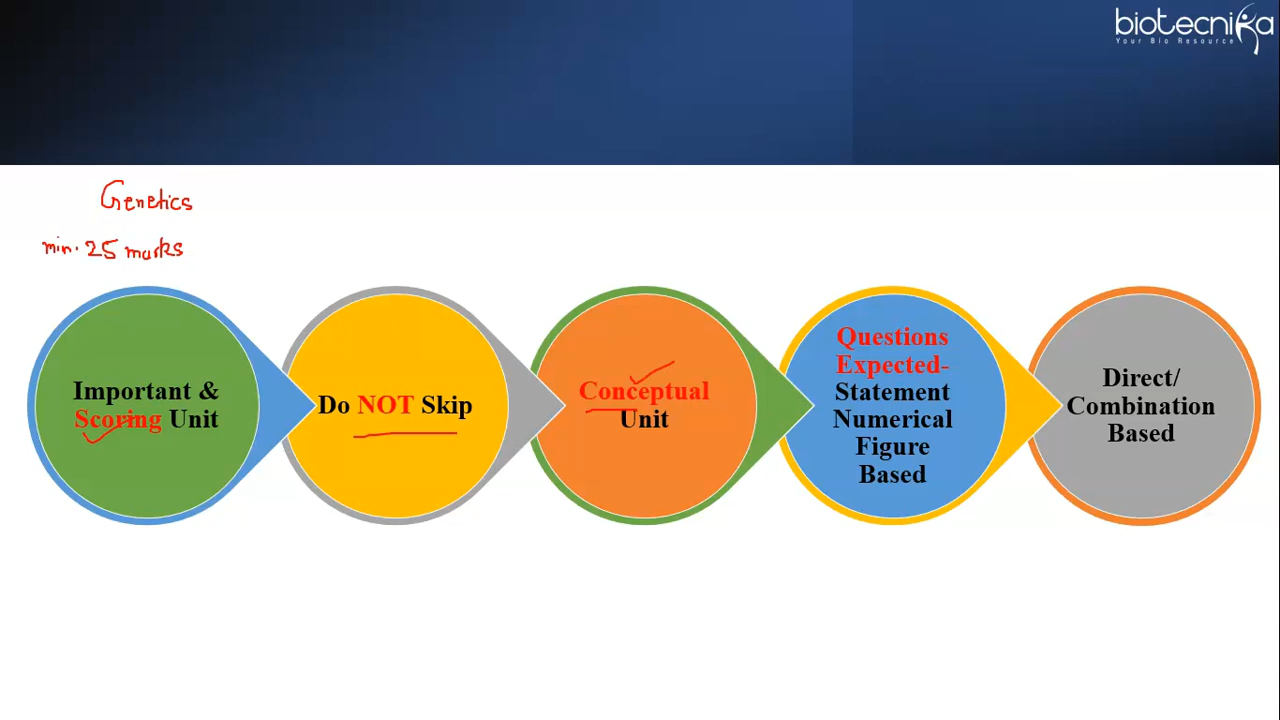 biotecnika
Your Bio Resource
Genetics
min. 25 marks
Important &
Scoring Unit
Do NOT Skip
Conceptual
Unit
Questions
Expected-
Statement
Numerical
Figure
Based
Direct/
Combination
Based